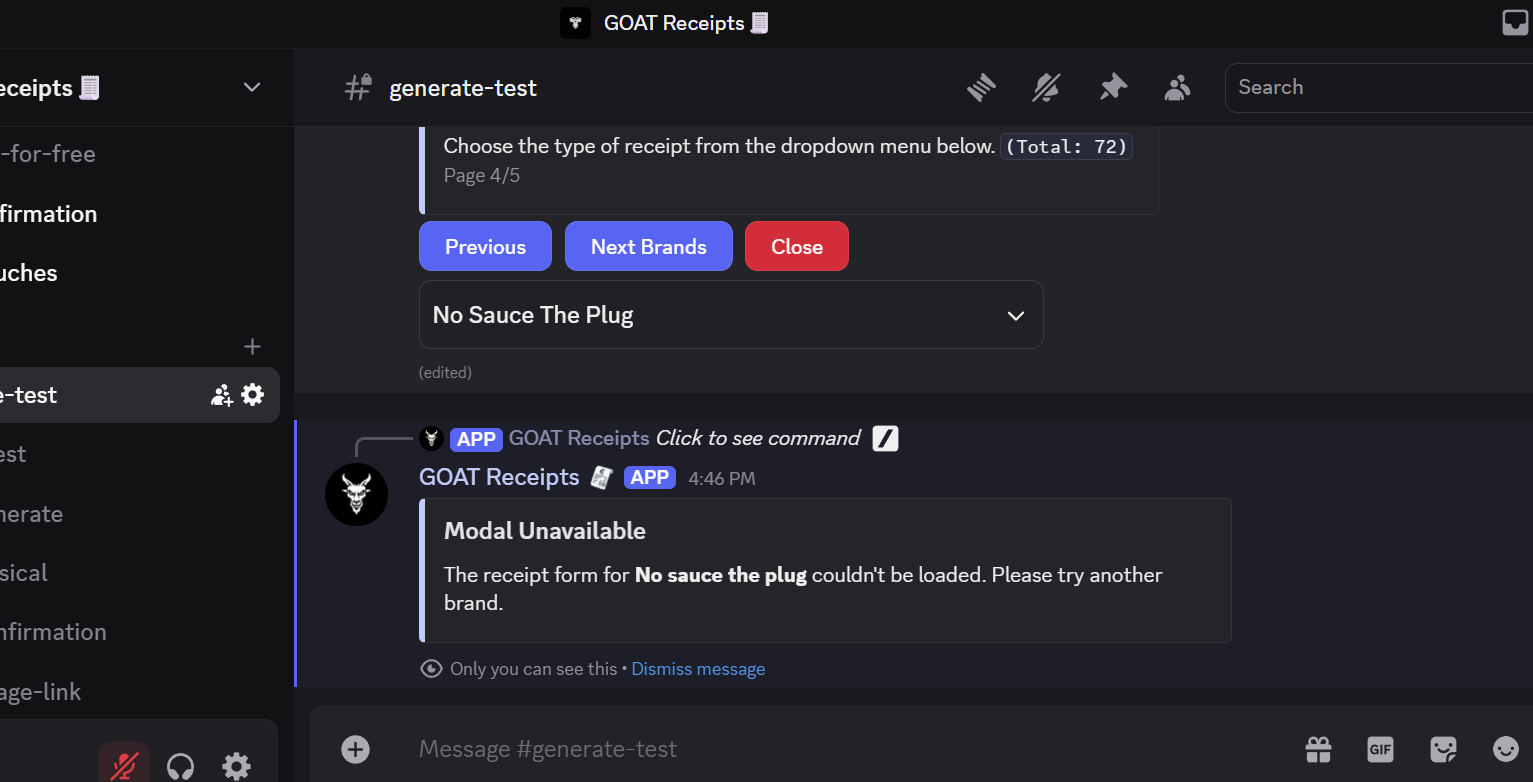 GOAT Receipts
eceipts
generate-test
Search
-for-free
firmation
uches
e-test
est
nerate
sical
nfirmation
age-link
Choose the type of receipt from the dropdown menu below. (Total: 72)
Page 4/5
Previous
Next Brands
Close
No Sauce The Plug
(edited)
APP GOAT Receipts Click to see command
GOAT Receipts APP 4:46 PM
Modal Unavailable
The receipt form for No sauce the plug couldn't be loaded. Please try another
brand.
Only you can see this • Dismiss message
Message #generate-test
GIF